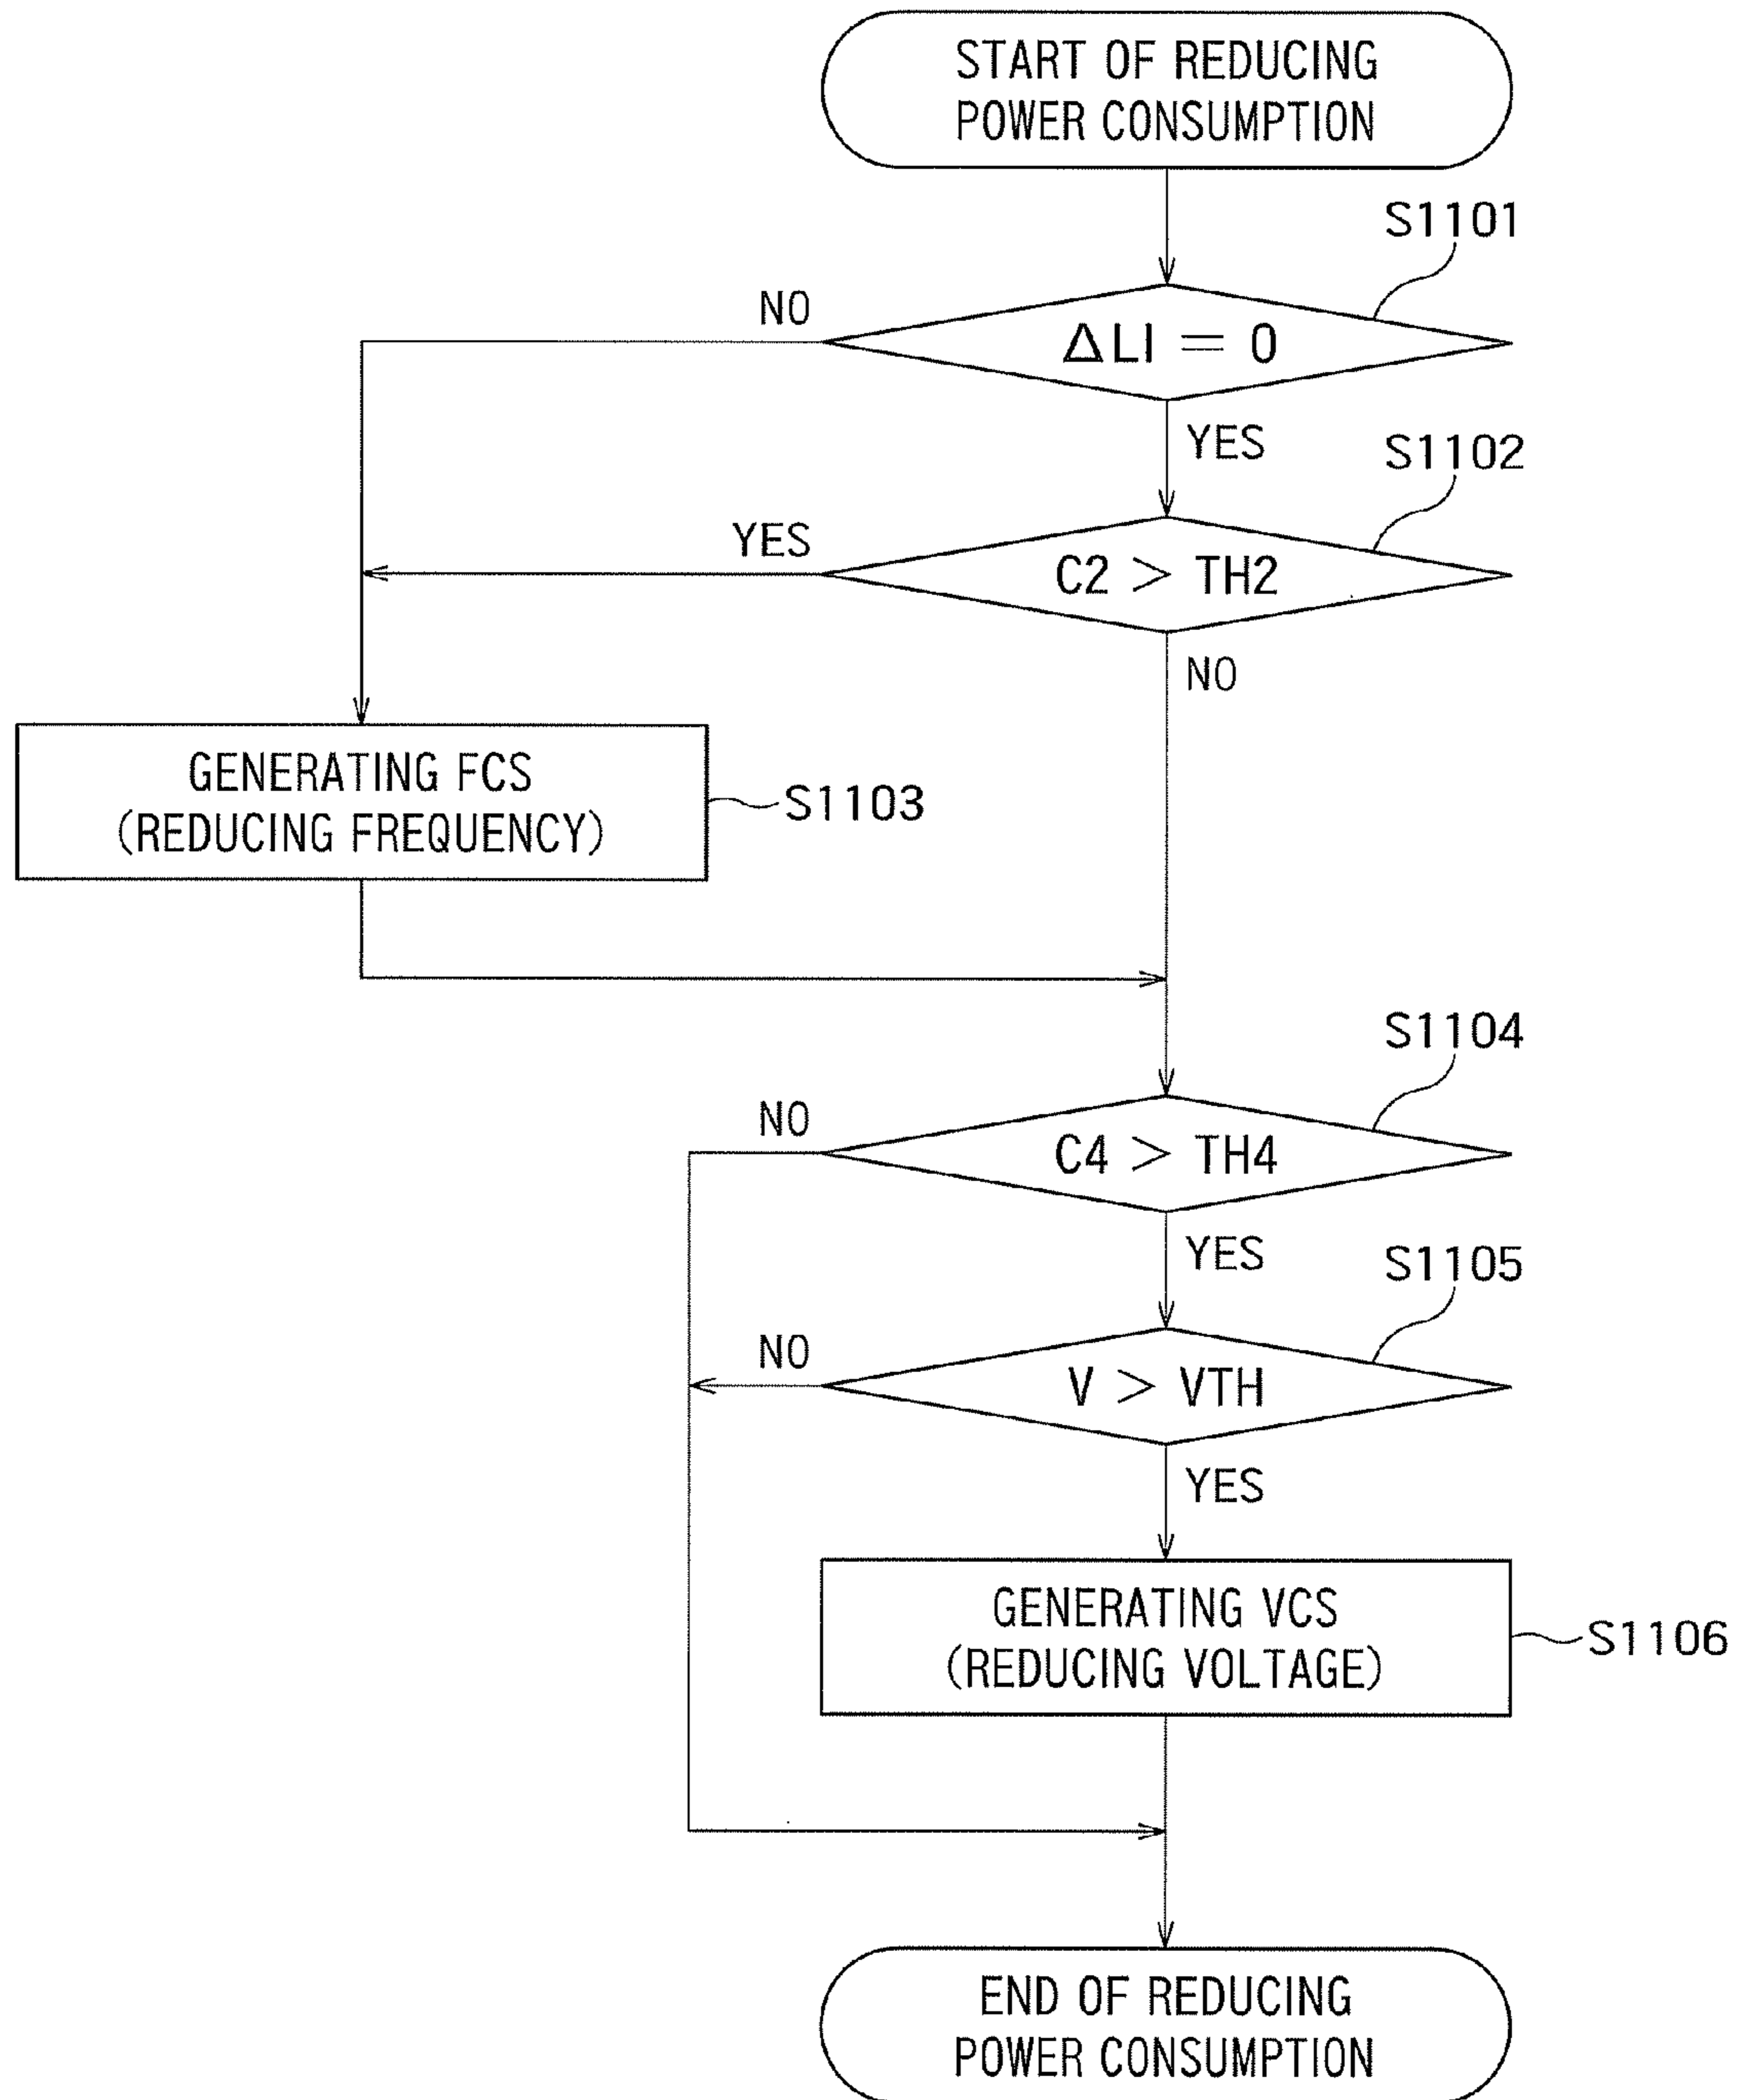 START OF REDUCING
POWER CONSUMPTION
S1101
NO
ΔLI = 0
YES
S1102
YES
C2 > TH2
NO
GENERATING FCS
(REDUCING FREQUENCY)
S1103
S1104
NO
C4 > TH4
YES
S1105
NO
V > VTH
YES
GENERATING VCS
(REDUCING VOLTAGE)
S1106
END OF REDUCING
POWER CONSUMPTION